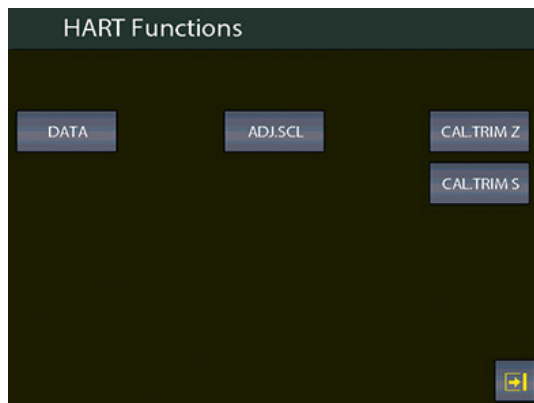 HART Functions
DATA
ADJ.SCL
CAL.TRIM Z
CAL.TRIM S